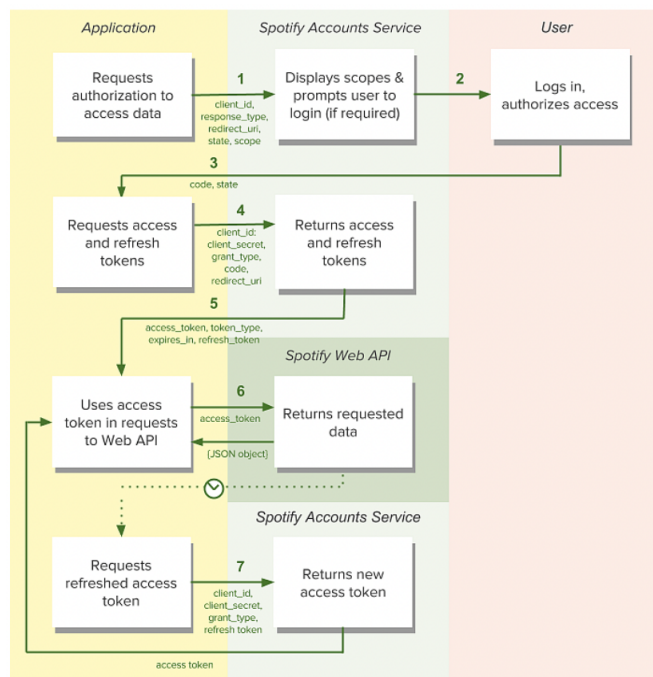 Application
Spotify Accounts Service
User
Requests
authorization to
access data
1
client_id,
response_type,
redirect_uri,
state, scope
Displays scopes &
prompts user to
login (if required)
2
Logs in,
authorizes access
3
code, state
Requests access
and refresh
tokens
4
client_id:
client_secret,
grant_type,
code,
redirect_uri
Returns access
and refresh
tokens
5
access_token, token_type,
expires_in, refresh_token
Spotify Web API
Uses access
token in requests
to Web API
6
access_token
{JSON object}
Returns requested
data
Spotify Accounts Service
Requests
refreshed access
token
7
client_id,
client_secret,
grant_type,
refresh token
Returns new
access token
access token